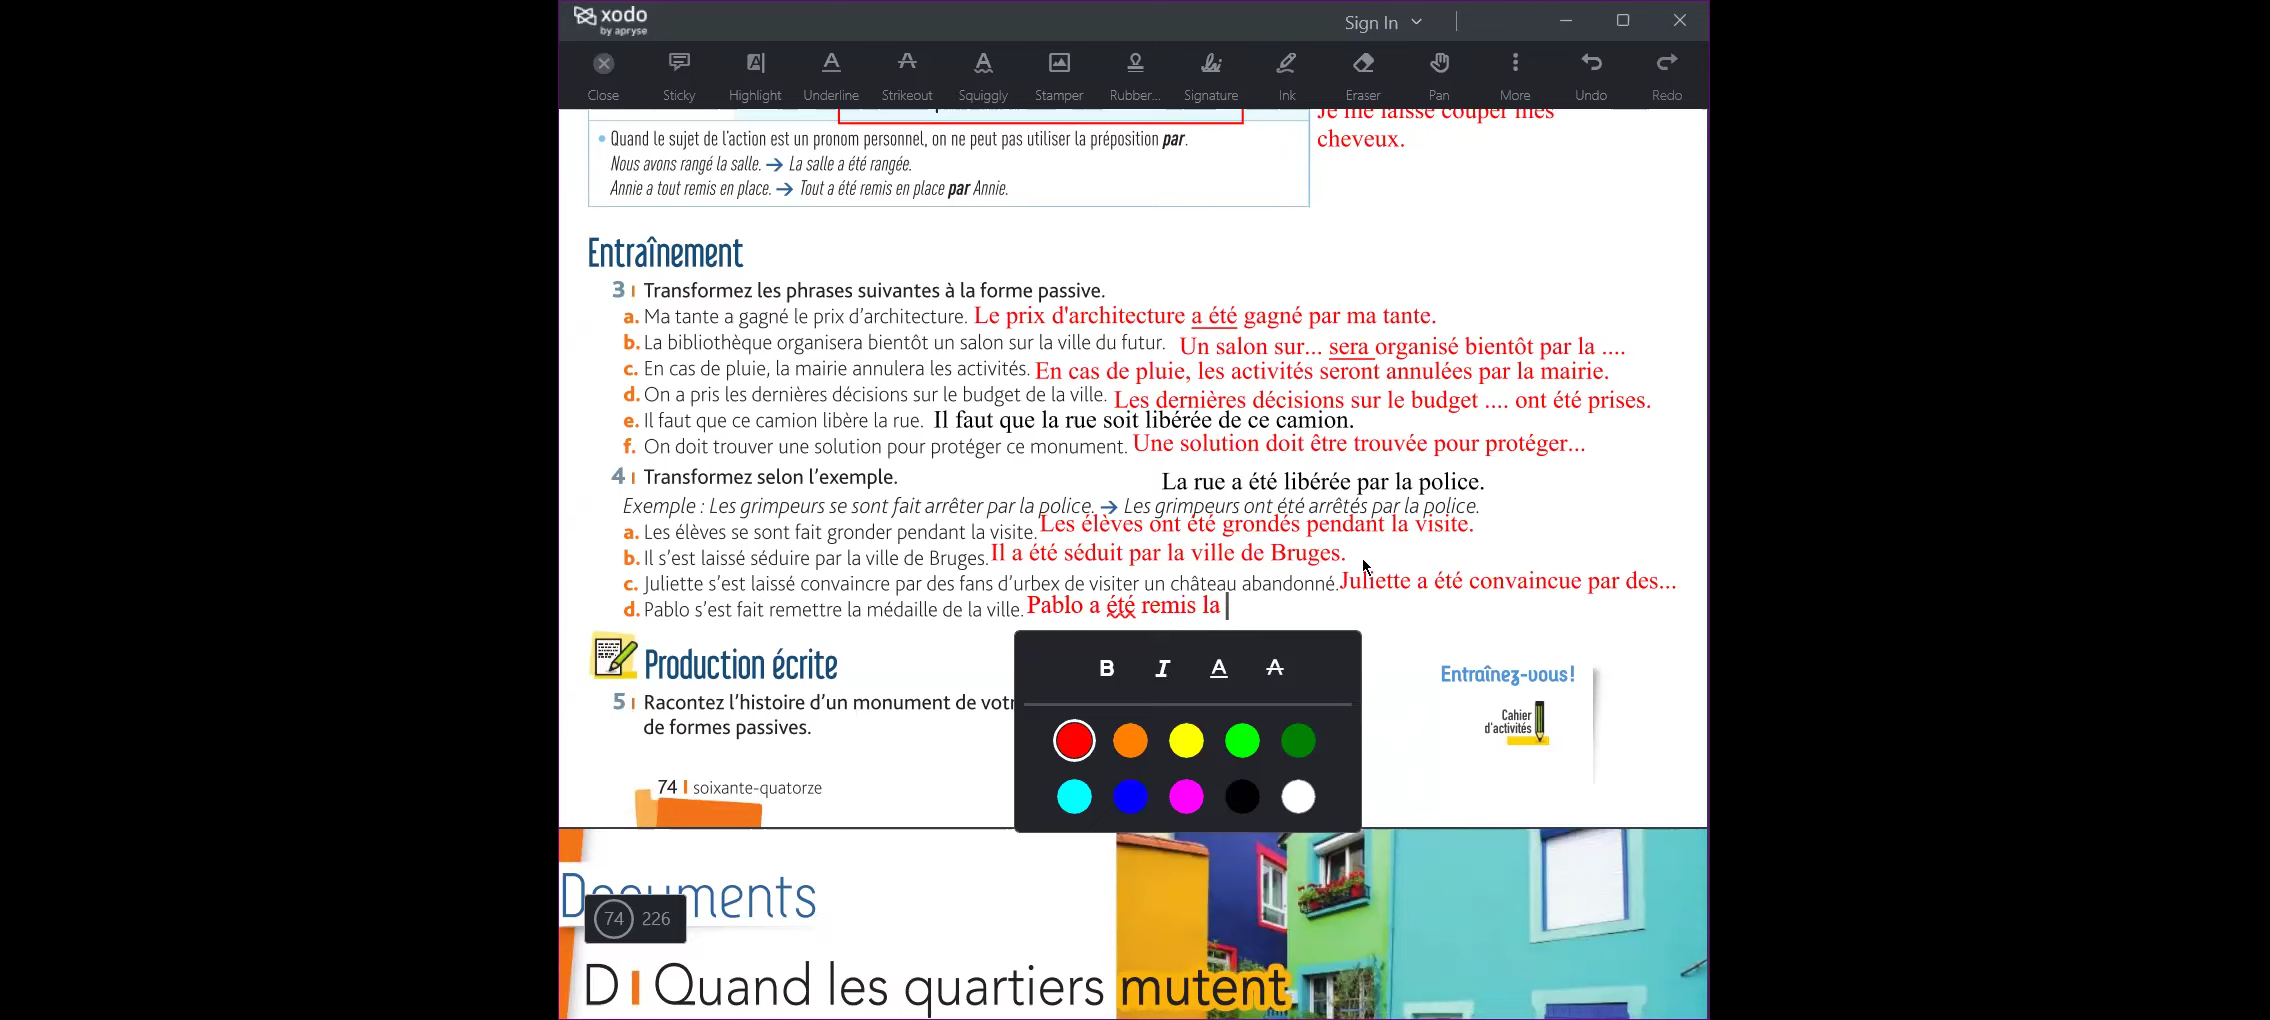 xodo
by apryse
Sign In
Close Sticky Highlight Underline Strikeout Squiggly Stamper Rubber... Signature Ink Eraser Pan More Undo Redo
Je me laisse couper mes
cheveux.
• Quand le sujet de l'action est un pronom personnel, on ne peut pas utiliser la préposition par.
Nous avons rangé la salle. → La salle a été rangée.
Annie a tout remis en place. → Tout a été remis en place par Annie.
Entraînement
3 | Transformez les phrases suivantes à la forme passive.
a. Ma tante a gagné le prix d'architecture. Le prix d'architecture a été gagné par ma tante.
b. La bibliothèque organisera bientôt un salon sur la ville du futur. Un salon sur... sera organisé bientôt par la ....
c. En cas de pluie, la mairie annulera les activités. En cas de pluie, les activités seront annulées par la mairie.
d. On a pris les dernières décisions sur le budget de la ville. Les dernières décisions sur le budget .... ont été prises.
e. Il faut que ce camion libère la rue. Il faut que la rue soit libérée de ce camion.
f. On doit trouver une solution pour protéger ce monument. Une solution doit être trouvée pour protéger...
4 | Transformez selon l'exemple.
La rue a été libérée par la police.
Exemple : Les grimpeurs se sont fait arrêter par la police. → Les grimpeurs ont été arrêtés par la police.
a. Les élèves se sont fait gronder pendant la visite. Les élèves ont été grondés pendant la visite.
b. Il s'est laissé séduire par la ville de Bruges. Il a été séduit par la ville de Bruges.
c. Juliette s'est laissé convaincre par des fans d'urbex de visiter un château abandonné. Juliette a été convaincue par des...
d. Pablo s'est fait remettre la médaille de la ville. Pablo a été remis la
B I A A
Production écrite
5 | Racontez l'histoire d'un monument de votr
de formes passives.
Entraînez-vous !
Cahier
d'activités
74 | soixante-quatorze
Documents
74 226
D | Quand les quartiers mutent